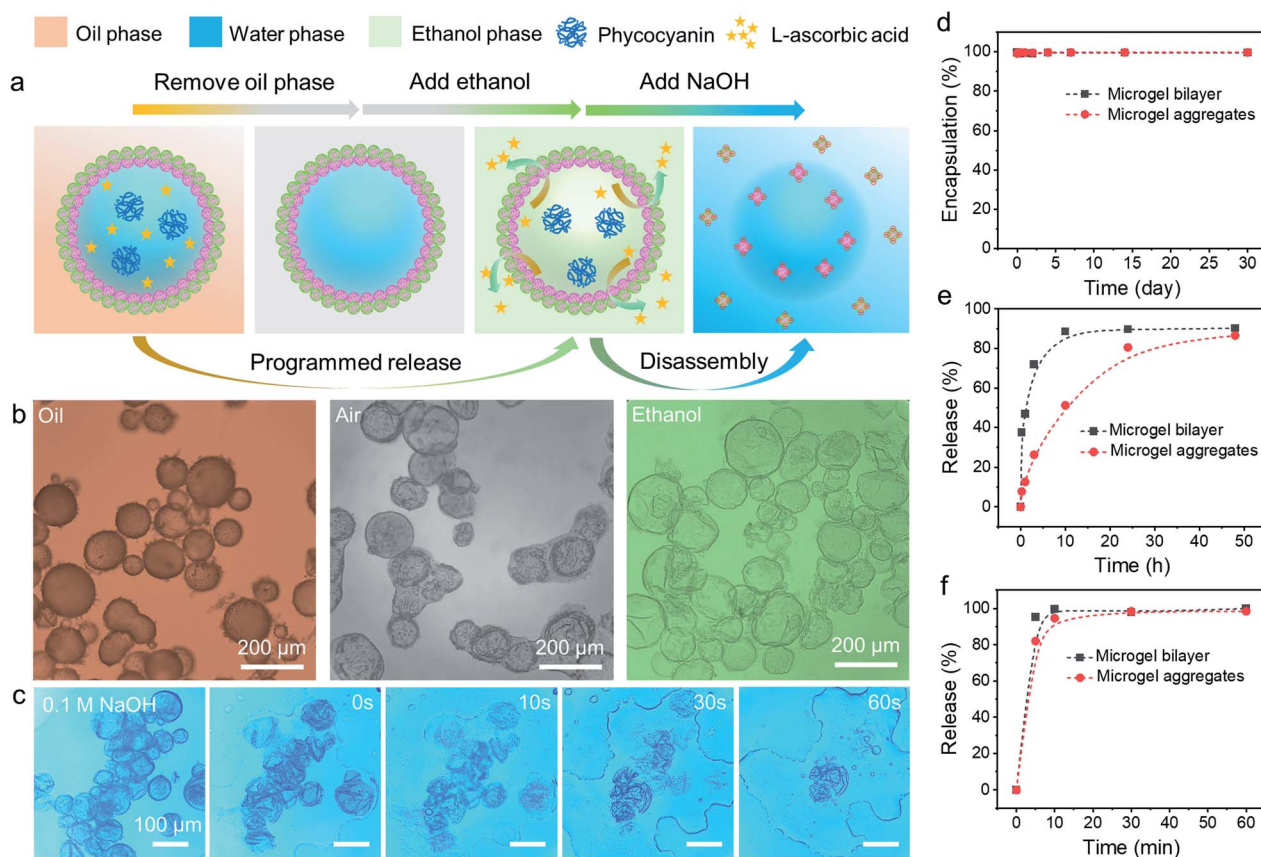 Oil phase Water phase Ethanol phase Phycocyanin L-ascorbic acid
a
Remove oil phase Add ethanol Add NaOH
Programmed release Disassembly
b
Oil
200 µm
Air
200 µm
Ethanol
200 µm
c
0.1 M NaOH
100 µm
0s
10s
30s
60s
d
Encapsulation (%)
100
80
60
40
20
0
Microgel bilayer
Microgel aggregates
0 5 10 15 20 25 30
Time (day)
e
Release (%)
100
80
60
40
20
0
Microgel bilayer
Microgel aggregates
0 10 20 30 40 50
Time (h)
f
Release (%)
100
80
60
40
20
0
Microgel bilayer
Microgel aggregates
0 10 20 30 40 50 60
Time (min)